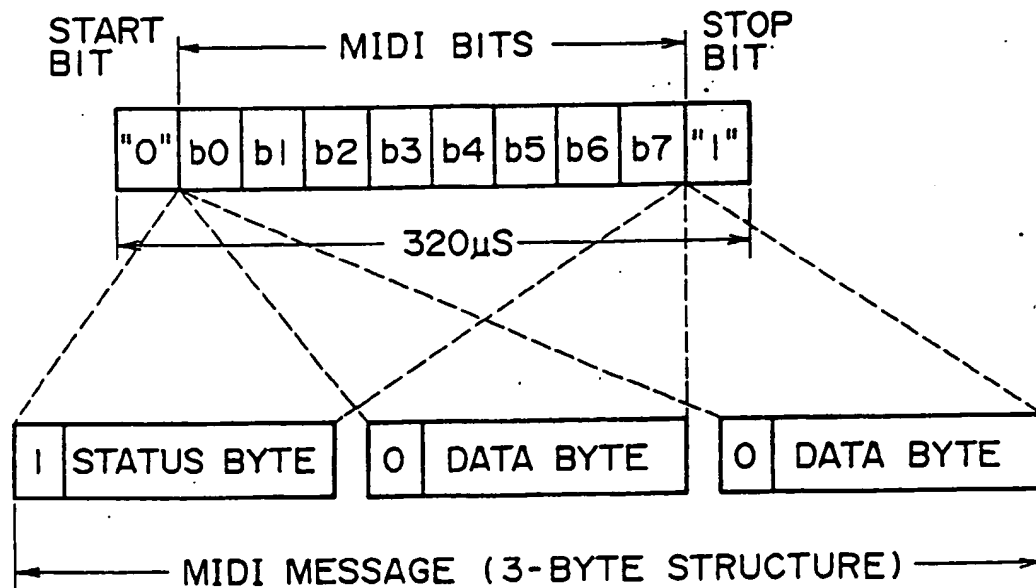 START BIT
MIDI BITS
STOP BIT
"0" b0 b1 b2 b3 b4 b5 b6 b7 "1"
320μS
1 STATUS BYTE 0 DATA BYTE 0 DATA BYTE
MIDI MESSAGE (3-BYTE STRUCTURE)